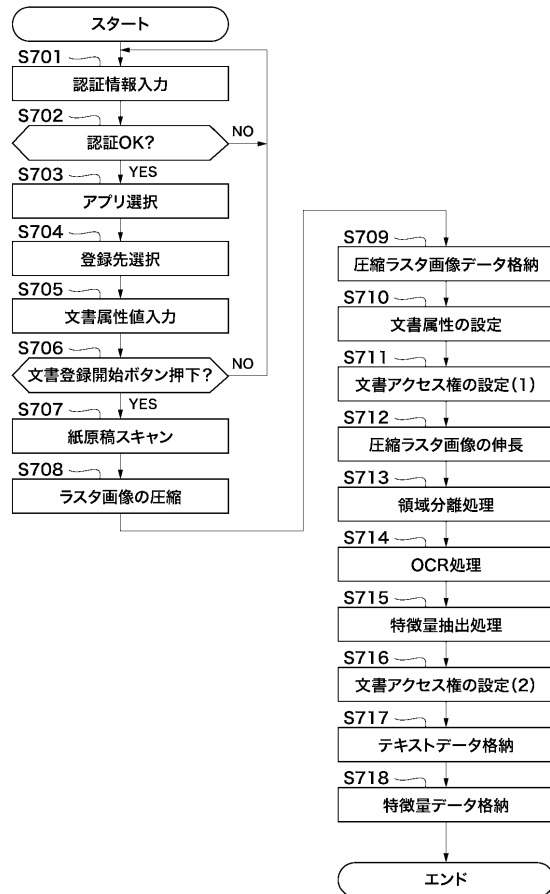 スタート
S701
認証情報入力
S702
認証OK?
NO
YES
S703
アプリ選択
S704
登録先選択
S705
文書属性値入力
S706
文書登録開始ボタン押下?
NO
YES
S707
紙原稿スキャン
S708
ラスタ画像の圧縮
S709
圧縮ラスタ画像データ格納
S710
文書属性の設定
S711
文書アクセス権の設定(1)
S712
圧縮ラスタ画像の伸長
S713
領域分離処理
S714
OCR処理
S715
特徴量抽出処理
S716
文書アクセス権の設定(2)
S717
テキストデータ格納
S718
特徴量データ格納
エンド